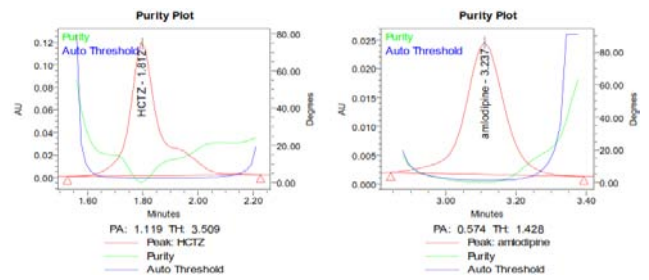 Purity Plot
Purity
Auto Threshold
HCTZ - 1.812
AU
0.12
0.10
0.08
0.06
0.04
0.02
0.00
80.00
60.00
40.00
20.00
0.00
Degrees
1.60 1.80 2.00 2.20
Minutes
PA: 1.119 TH: 3.509
Peak: HCTZ
Purity
Auto Threshold
Purity Plot
Purity
Auto Threshold
amlodipine - 3.237
AU
0.025
0.020
0.015
0.010
0.005
0.000
80.00
60.00
40.00
20.00
0.00
Degrees
3.00 3.20 3.40
Minutes
PA: 0.574 TH: 1.428
Peak: amlodipine
Purity
Auto Threshold